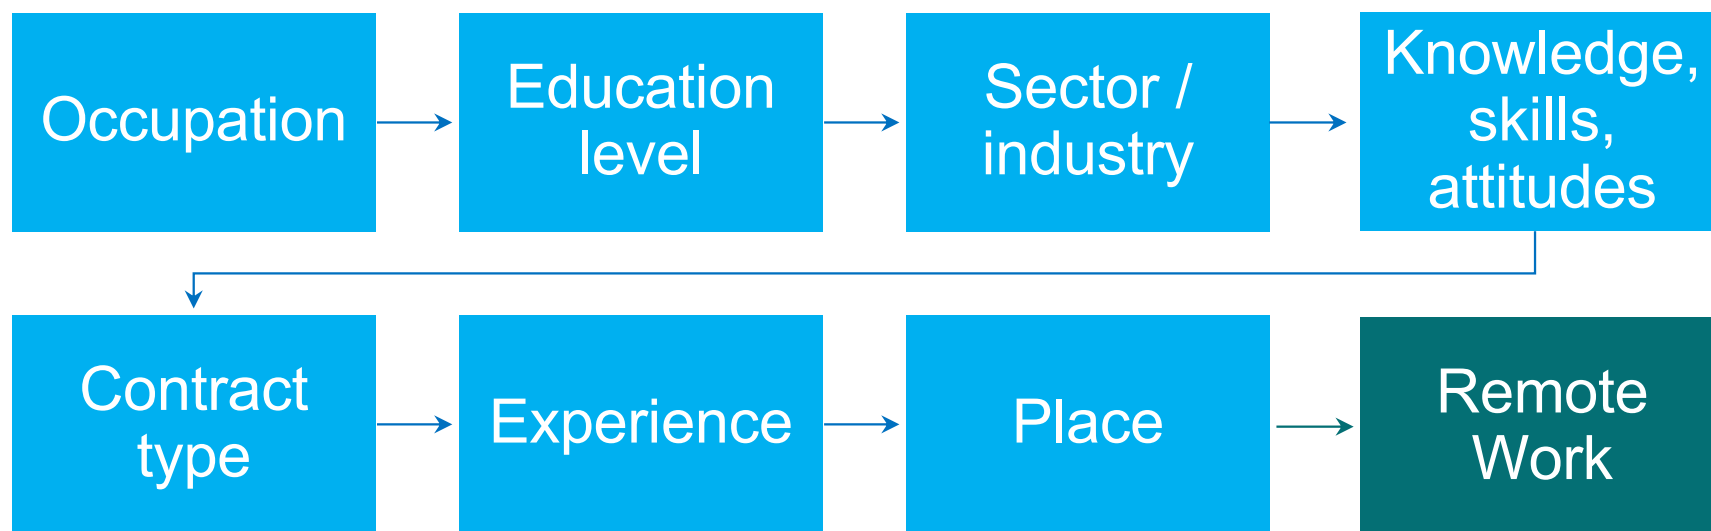 Occupation
Education
level
Sector /
industry
Knowledge,
skills,
attitudes
Contract
type
Experience
Place
Remote
Work